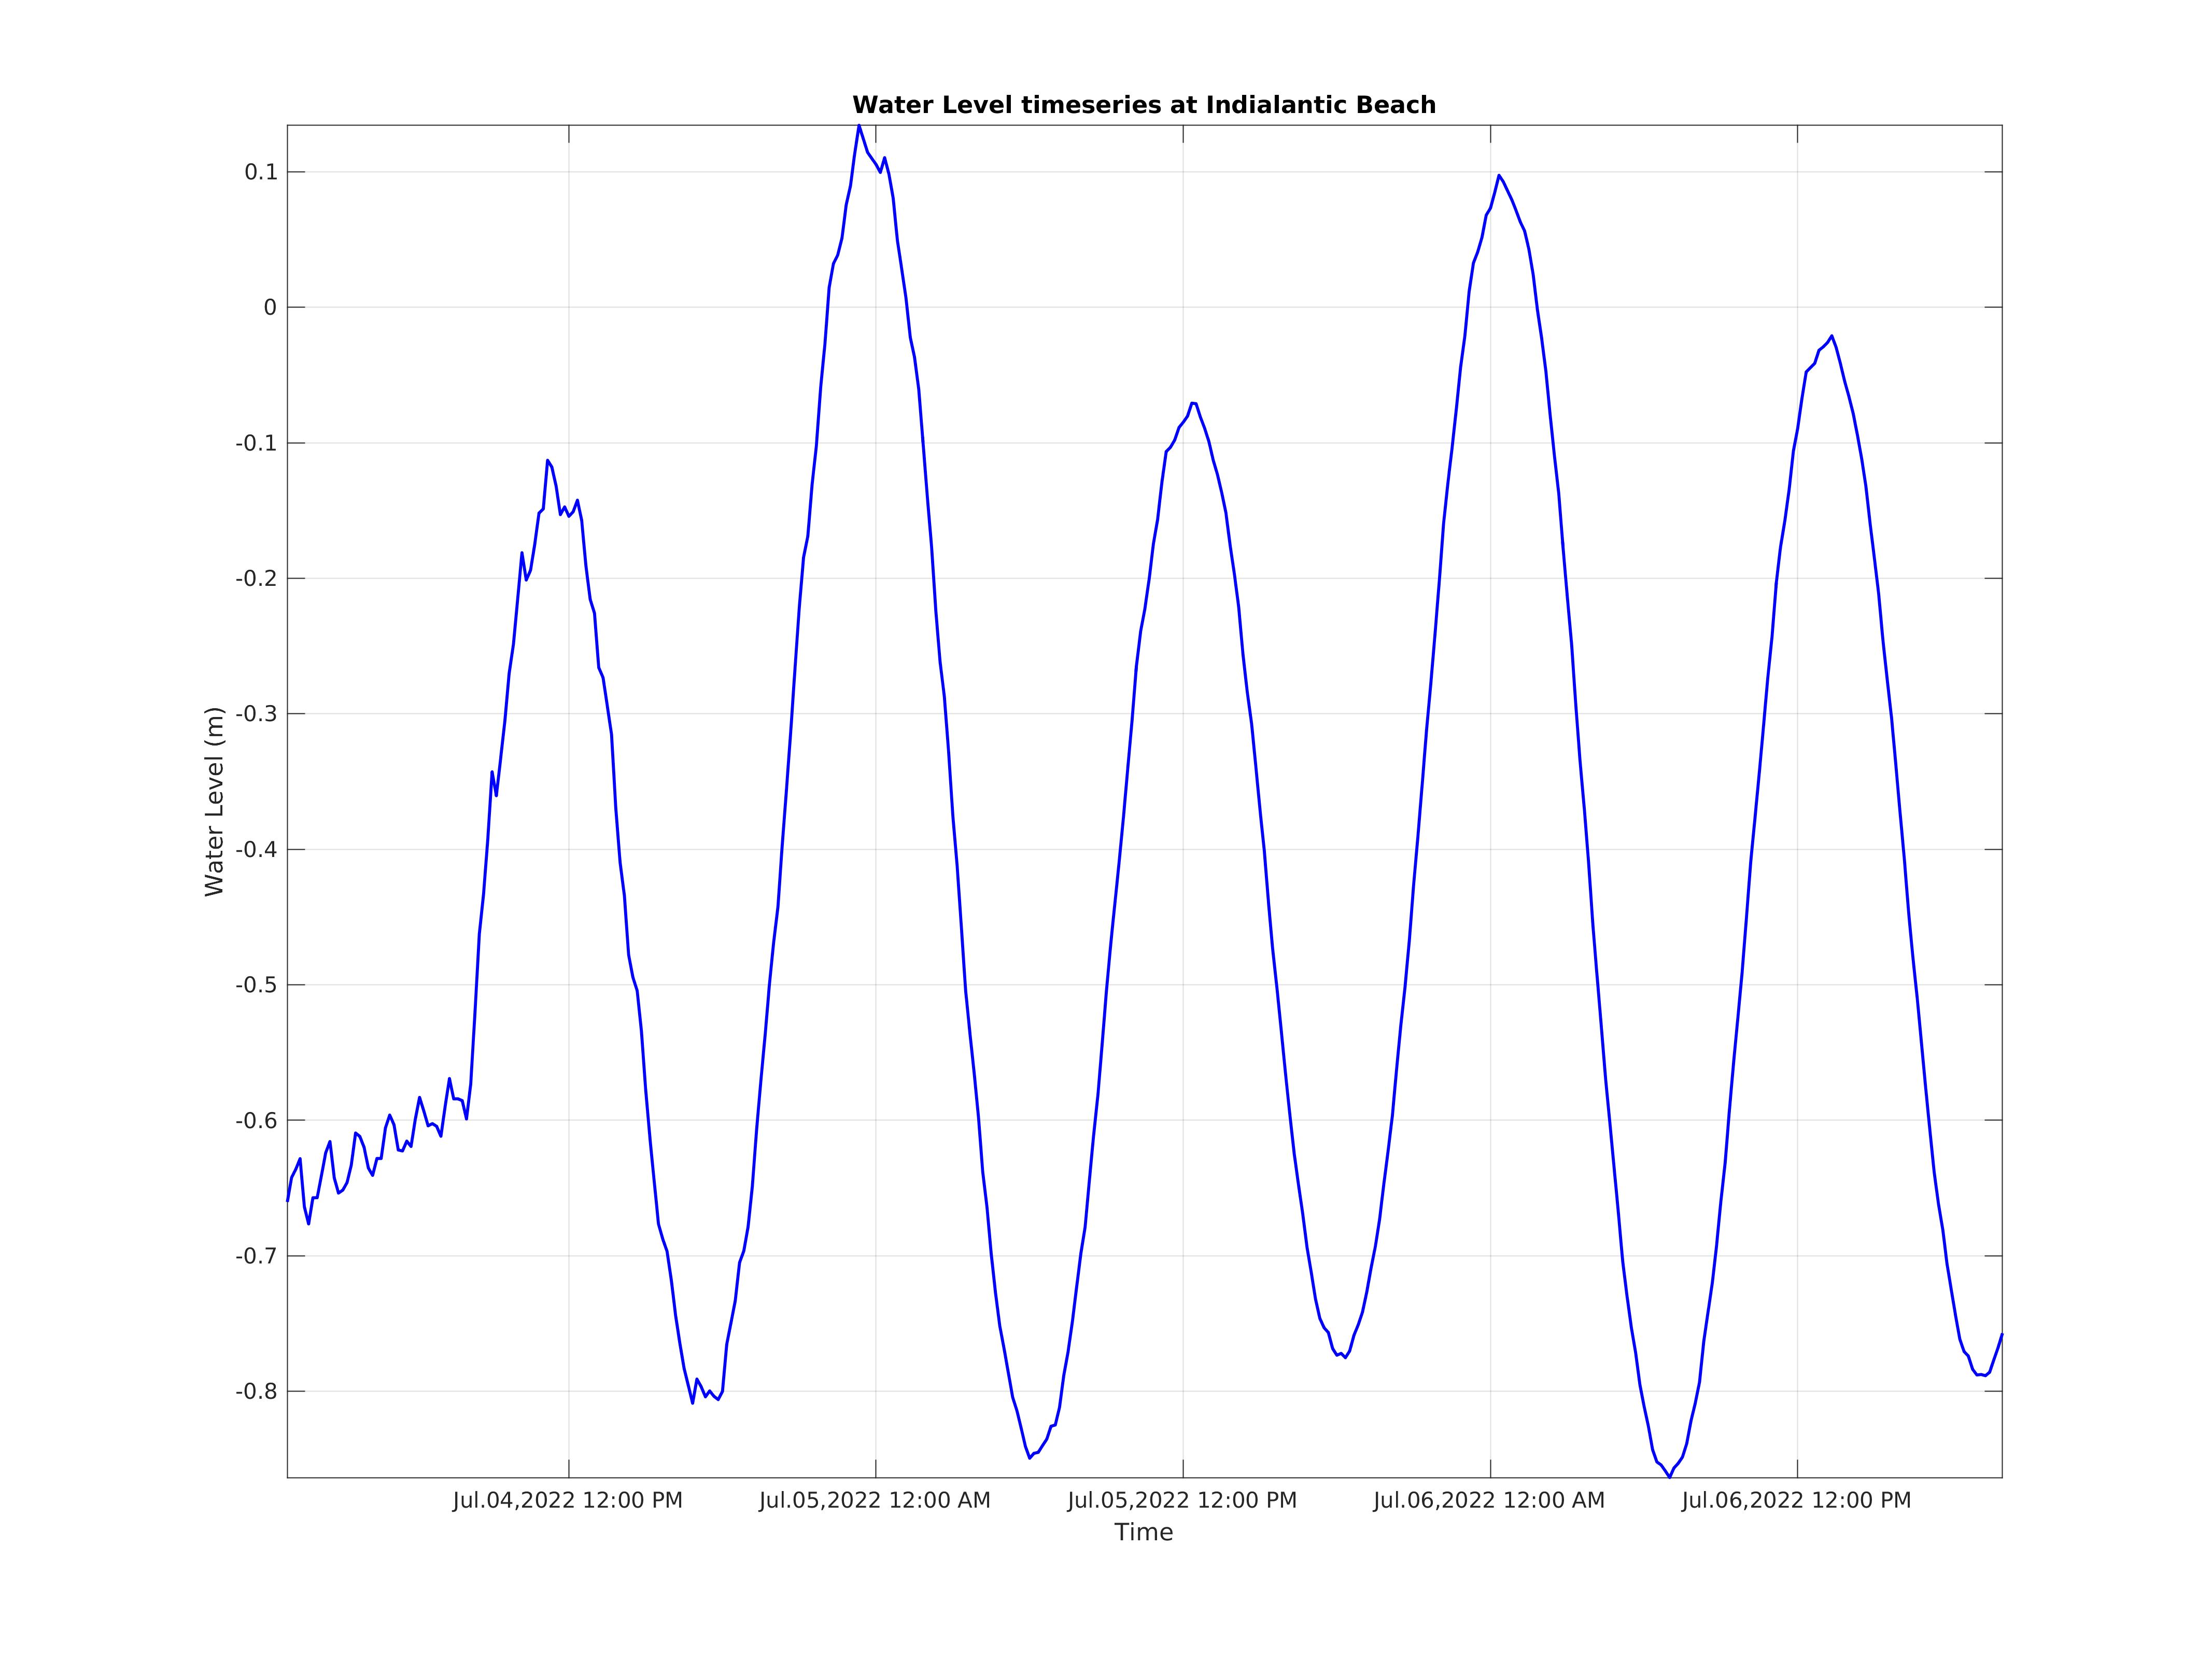 Water Level timeseries at Indialantic Beach
0.1
0
-0.1
-0.2
-0.3
-0.4
-0.5
-0.6
-0.7
-0.8
Water Level (m)
Jul.04,2022 12:00 PM
Jul.05,2022 12:00 AM
Jul.05,2022 12:00 PM
Jul.06,2022 12:00 AM
Jul.06,2022 12:00 PM
Time